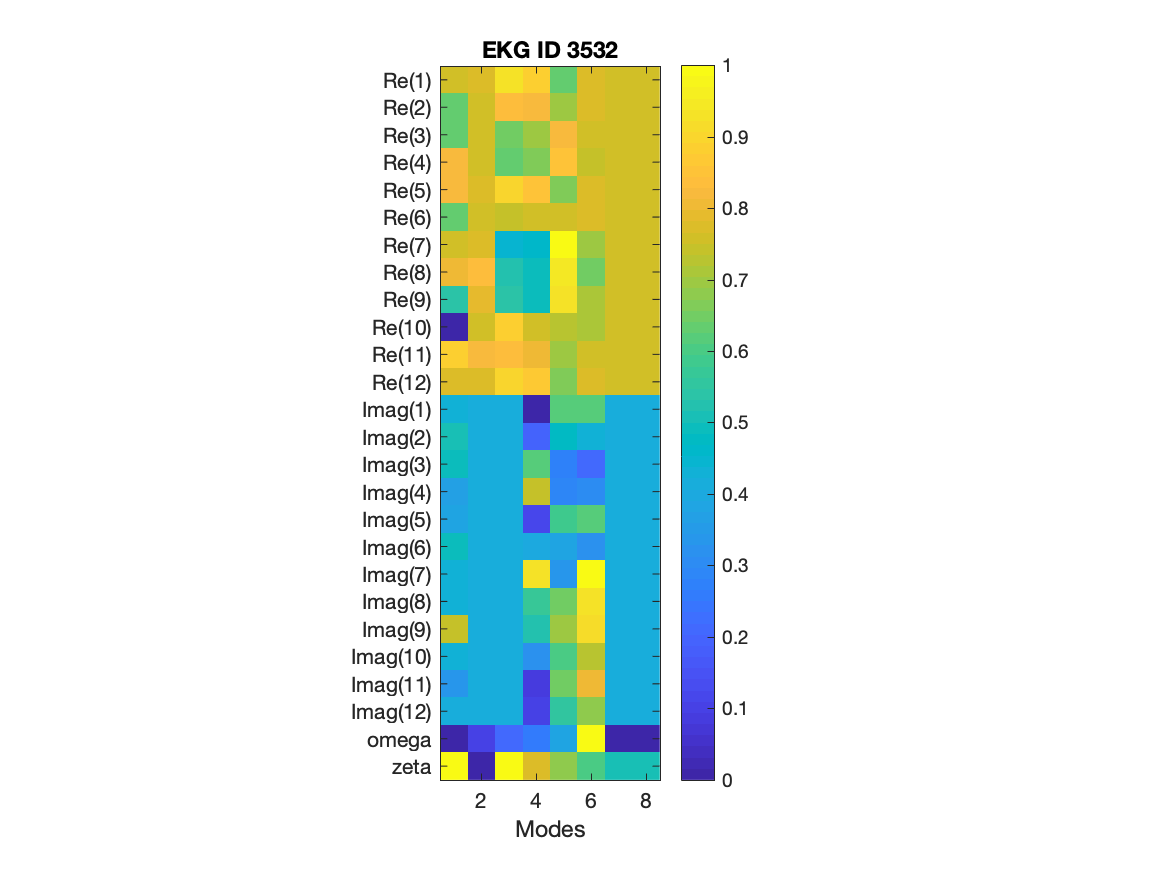 EKG ID 3532
Re(1)
Re(2)
Re(3)
Re(4)
Re(5)
Re(6)
Re(7)
Re(8)
Re(9)
Re(10)
Re(11)
Re(12)
Imag(1)
Imag(2)
Imag(3)
Imag(4)
Imag(5)
Imag(6)
Imag(7)
Imag(8)
Imag(9)
Imag(10)
Imag(11)
Imag(12)
omega
zeta
2 4 6 8
Modes
1
0.9
0.8
0.7
0.6
0.5
0.4
0.3
0.2
0.1
0